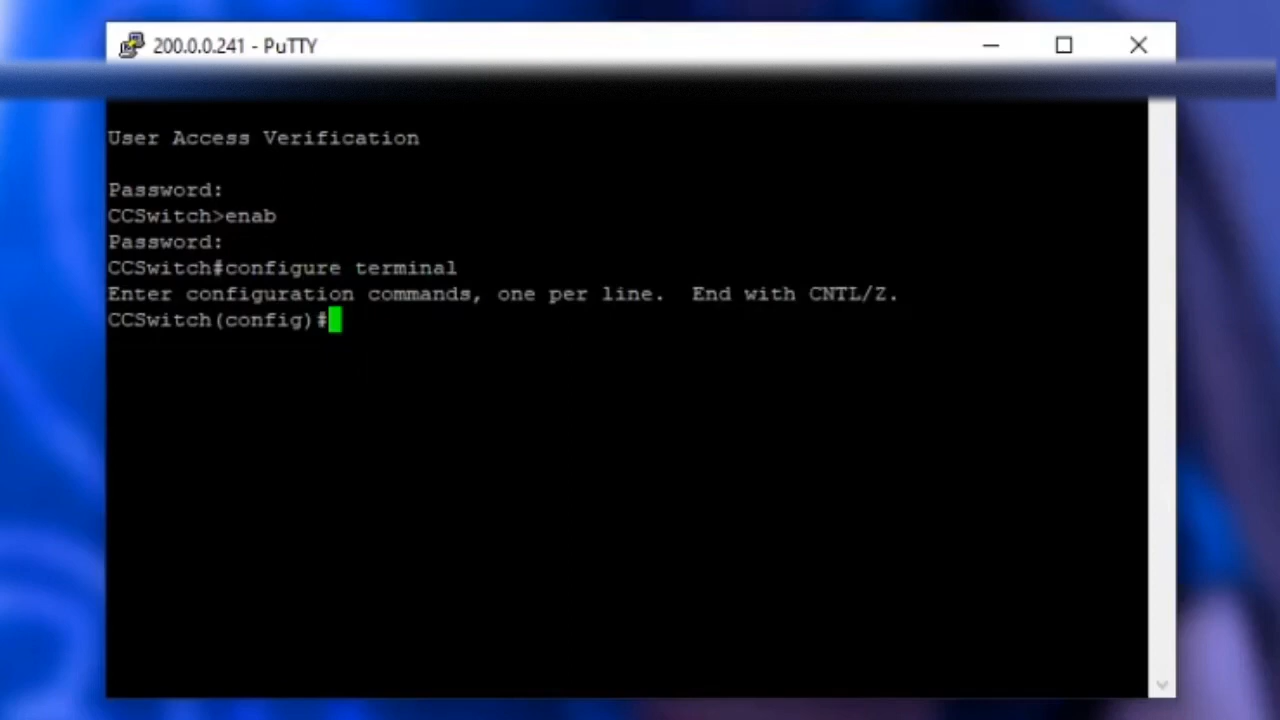 200.0.0.241 - PuTTY
User Access Verification
Password:
CCSwitch>enab
Password:
CCSwitch#configure terminal
Enter configuration commands, one per line.  End with CNTL/Z.
CCSwitch(config)#